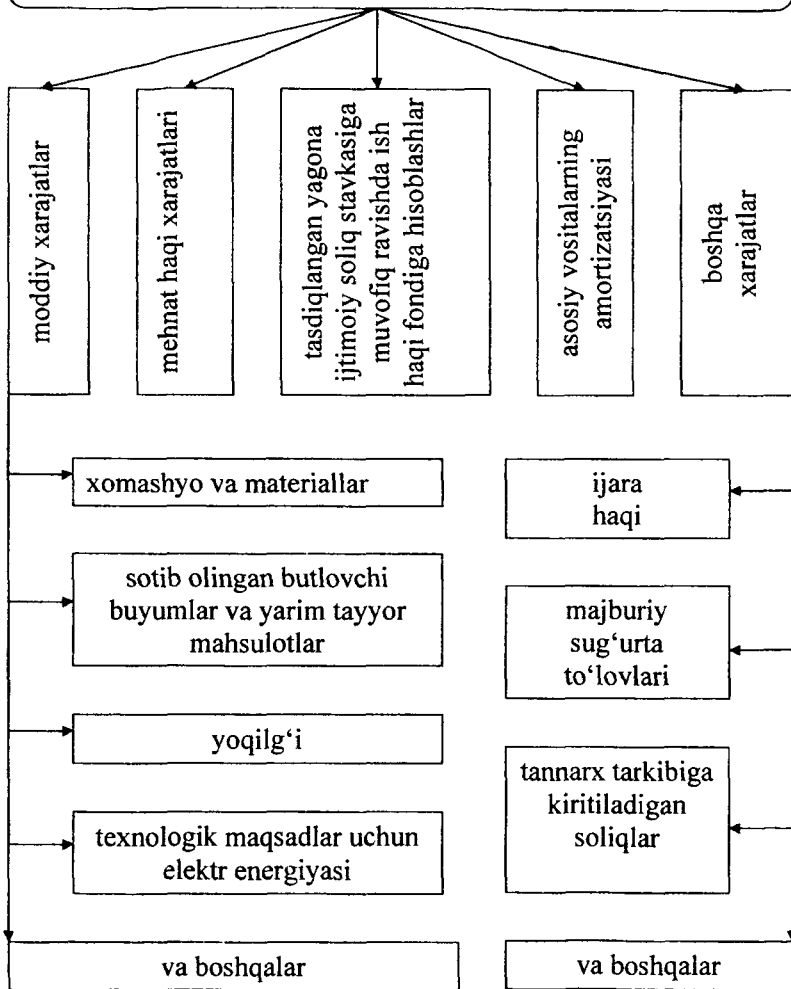 moddiy xarajatlar
mehnat haqi xarajatlari
tasdiqlangan yagona
ijtimoiy soliq stavkasiga
muvofiq ravishda ish
haqi fondiga hisoblashlar
asosiy vositalarning
amortizatsiyasi
boshqa
xarajatlar
xomashyo va materiallar
sotib olingan butlovchi
buyumlar va yarim tayyor
mahsulotlar
yoqilg‘i
texnologik maqsadlar uchun
elektr energiyasi
va boshqalar
ijara
haqi
majburiy
sug‘urta
to‘lovlari
tannarx tarkibiga
kiritiladigan
soliqlar
va boshqalar